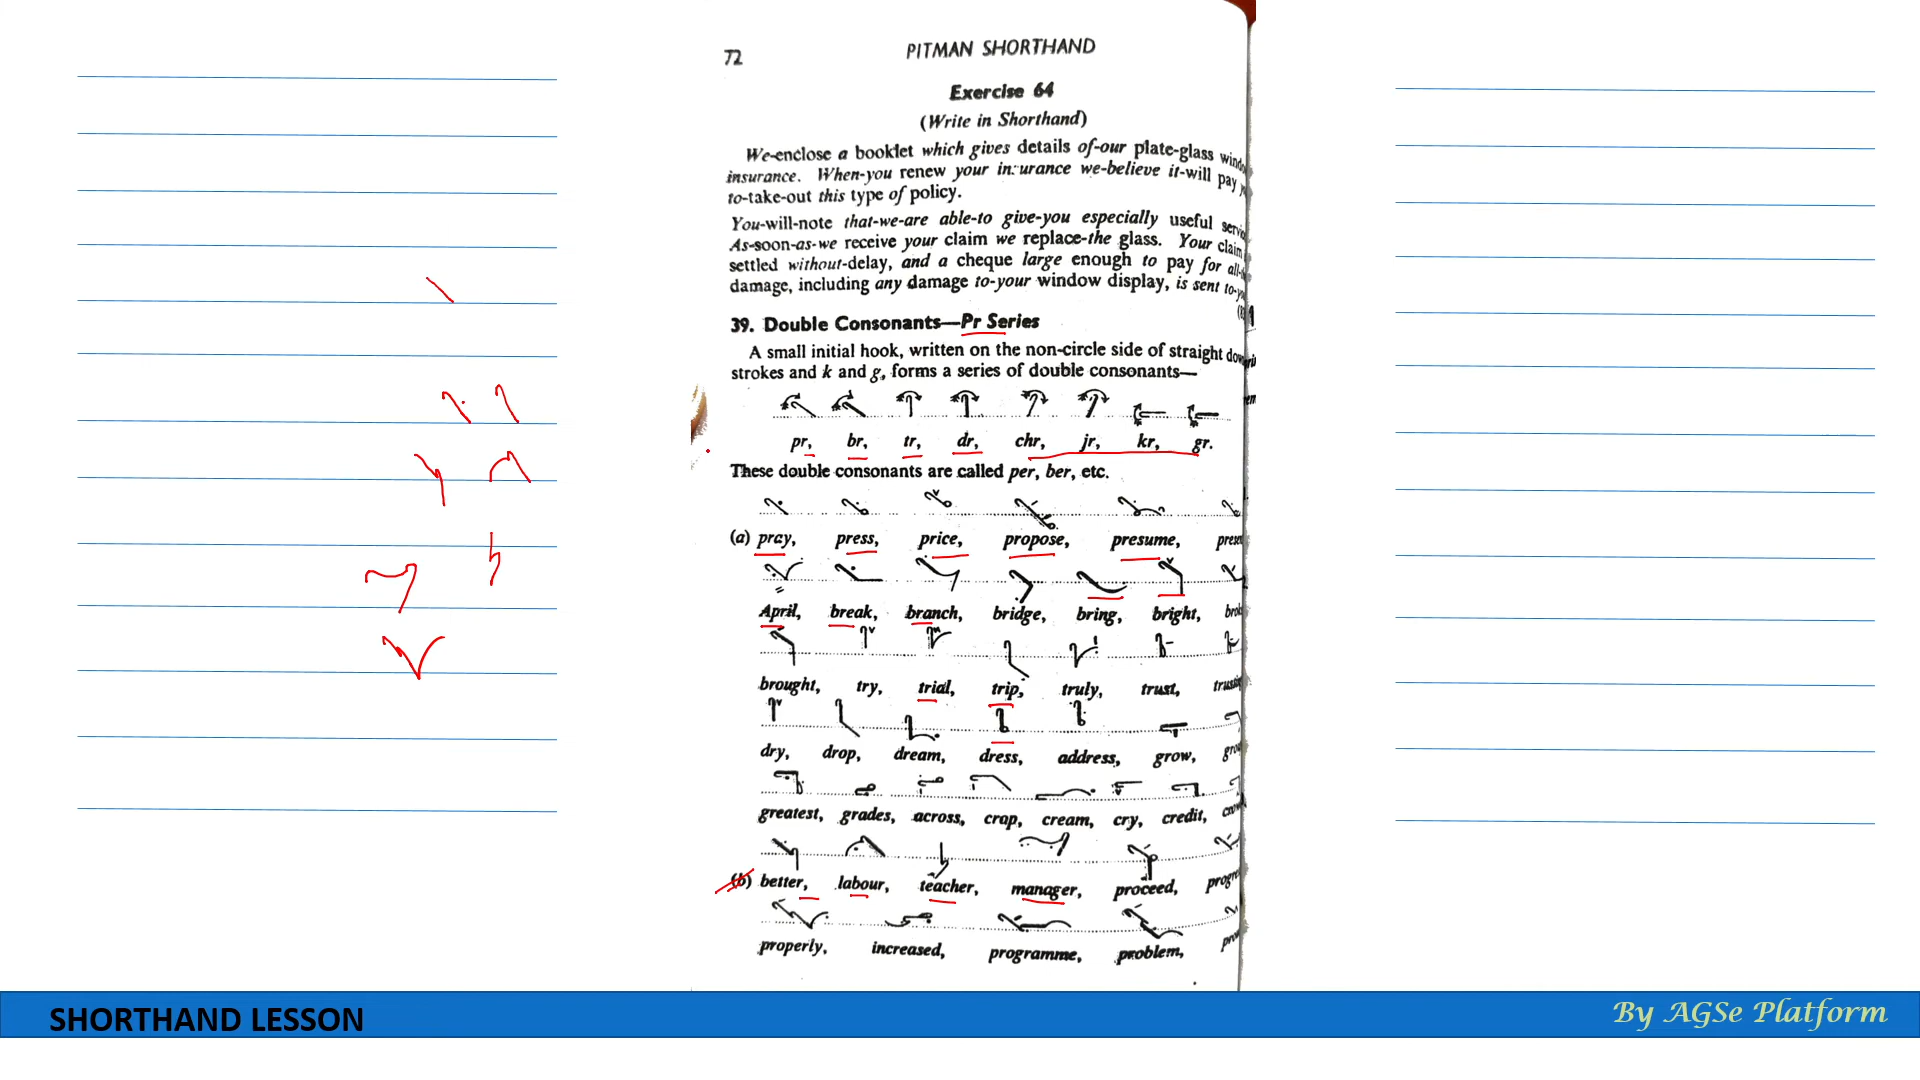 72
PITMAN SHORTHAND
Exercise 64
(Write in Shorthand)
We-enclose a booklet which gives details of-our plate-glass
insurance. When-you renew your insurance we-believe it-will pay
to-take-out this type of policy.
You-will-note that-we-are able-to give-you especially useful
As-soon-as-we receive your claim we replace-the glass. Your claim
settled without-delay, and a cheque large enough to pay for
damage, including any damage to-your window display, is sent
39. Double Consonants—Pr Series
A small initial hook, written on the non-circle side of straight
strokes and k and g, forms a series of double consonants—
pr, br, tr, dr, chr, jr, kr, gr.
These double consonants are called per, ber, etc.
(a) pray, press, price, propose, presume,
April, break, branch, bridge, bring, bright,
brought, try, trial, trip, truly, trust,
dry, drop, dream, dress, address, grow,
greatest, grades, across, crop, cream, cry, credit,
(b) better, labour, teacher, manager, proceed,
properly, increased, programme, problem,
SHORTHAND LESSON
By AGSe Platform